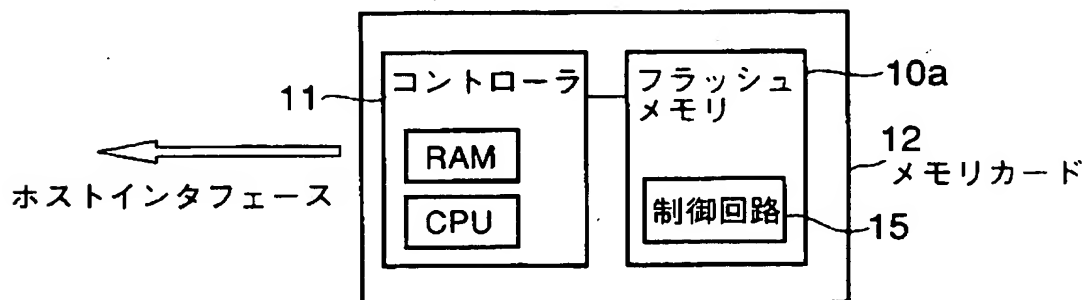 コントローラ
11
RAM
CPU
フラッシュ
メモリ
10a
制御回路
15
12
メモリカード
ホストインタフェース